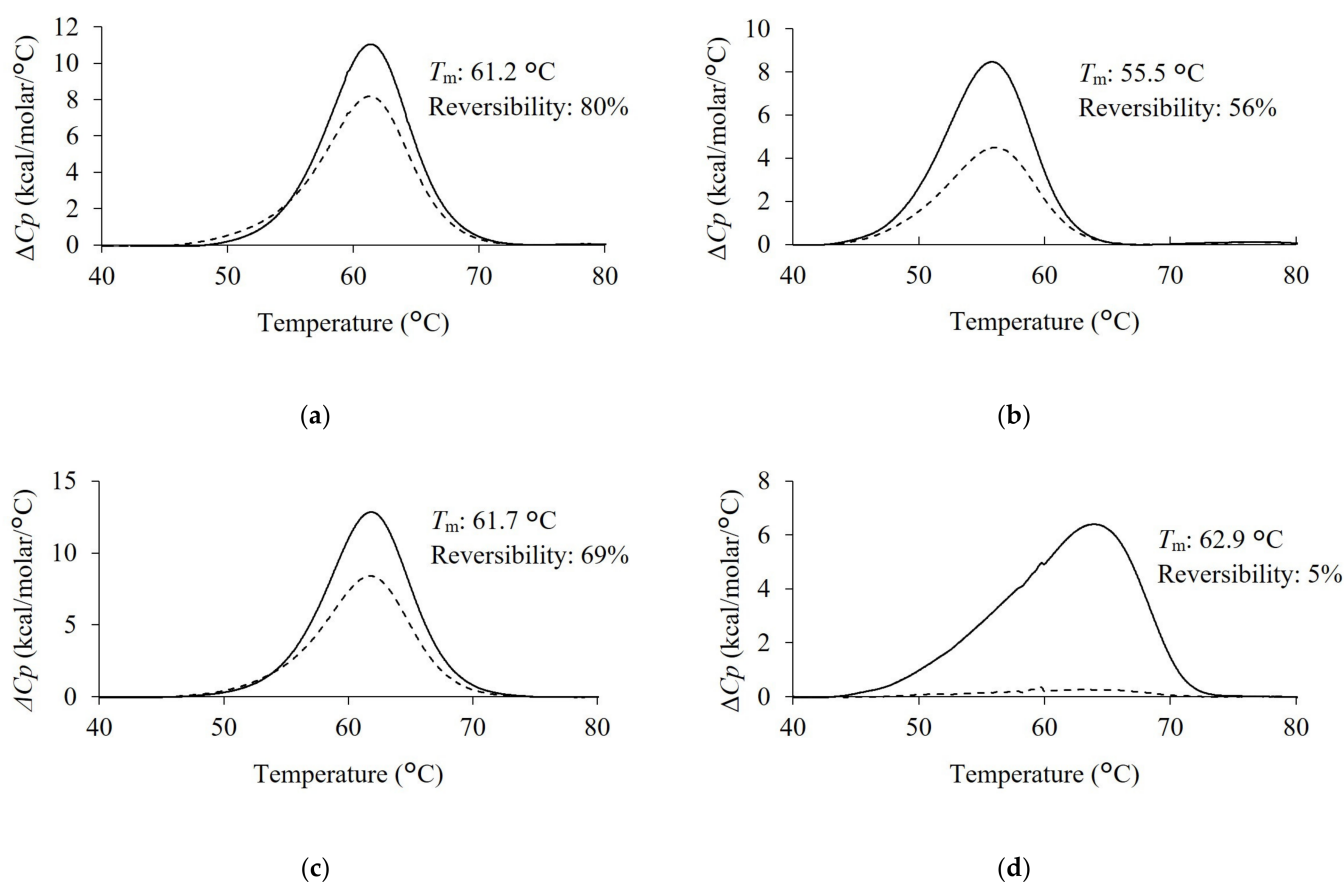 12
10
8
6
4
2
0
ΔCp (kcal/molar/°C)
Tm: 61.2 °C
Reversibility: 80%
40 50 60 70 80
Temperature (°C)
(a)
10
8
6
4
2
0
ΔCp (kcal/molar/°C)
Tm: 55.5 °C
Reversibility: 56%
40 50 60 70 80
Temperature (°C)
(b)
15
10
5
0
ΔCp (kcal/molar/°C)
Tm: 61.7 °C
Reversibility: 69%
40 50 60 70 80
Temperature (°C)
(c)
8
6
4
2
0
ΔCp (kcal/molar/°C)
Tm: 62.9 °C
Reversibility: 5%
40 50 60 70 80
Temperature (°C)
(d)